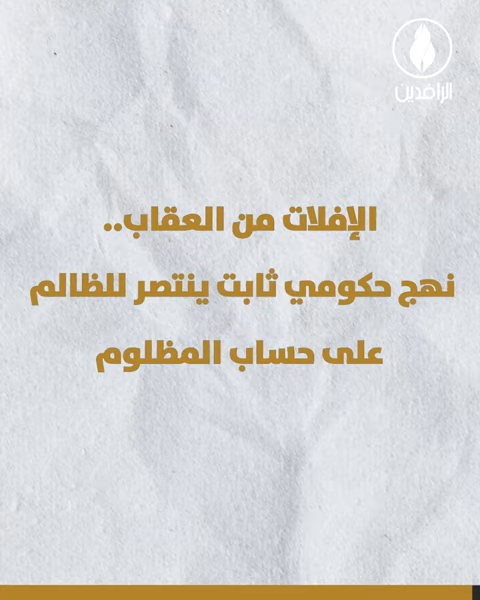 الرافدين
الإفلات من العقاب..
نهج حكومي ثابت ينتصر للظالم
على حساب المظلوم